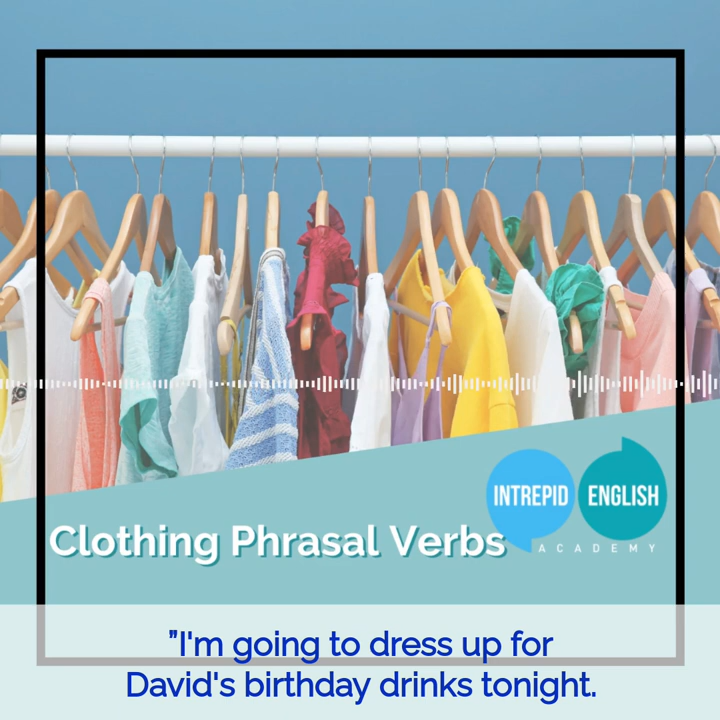 INTREPID ENGLISH
ACADEMY
Clothing Phrasal Verbs
"I'm going to dress up for
David's birthday drinks tonight.